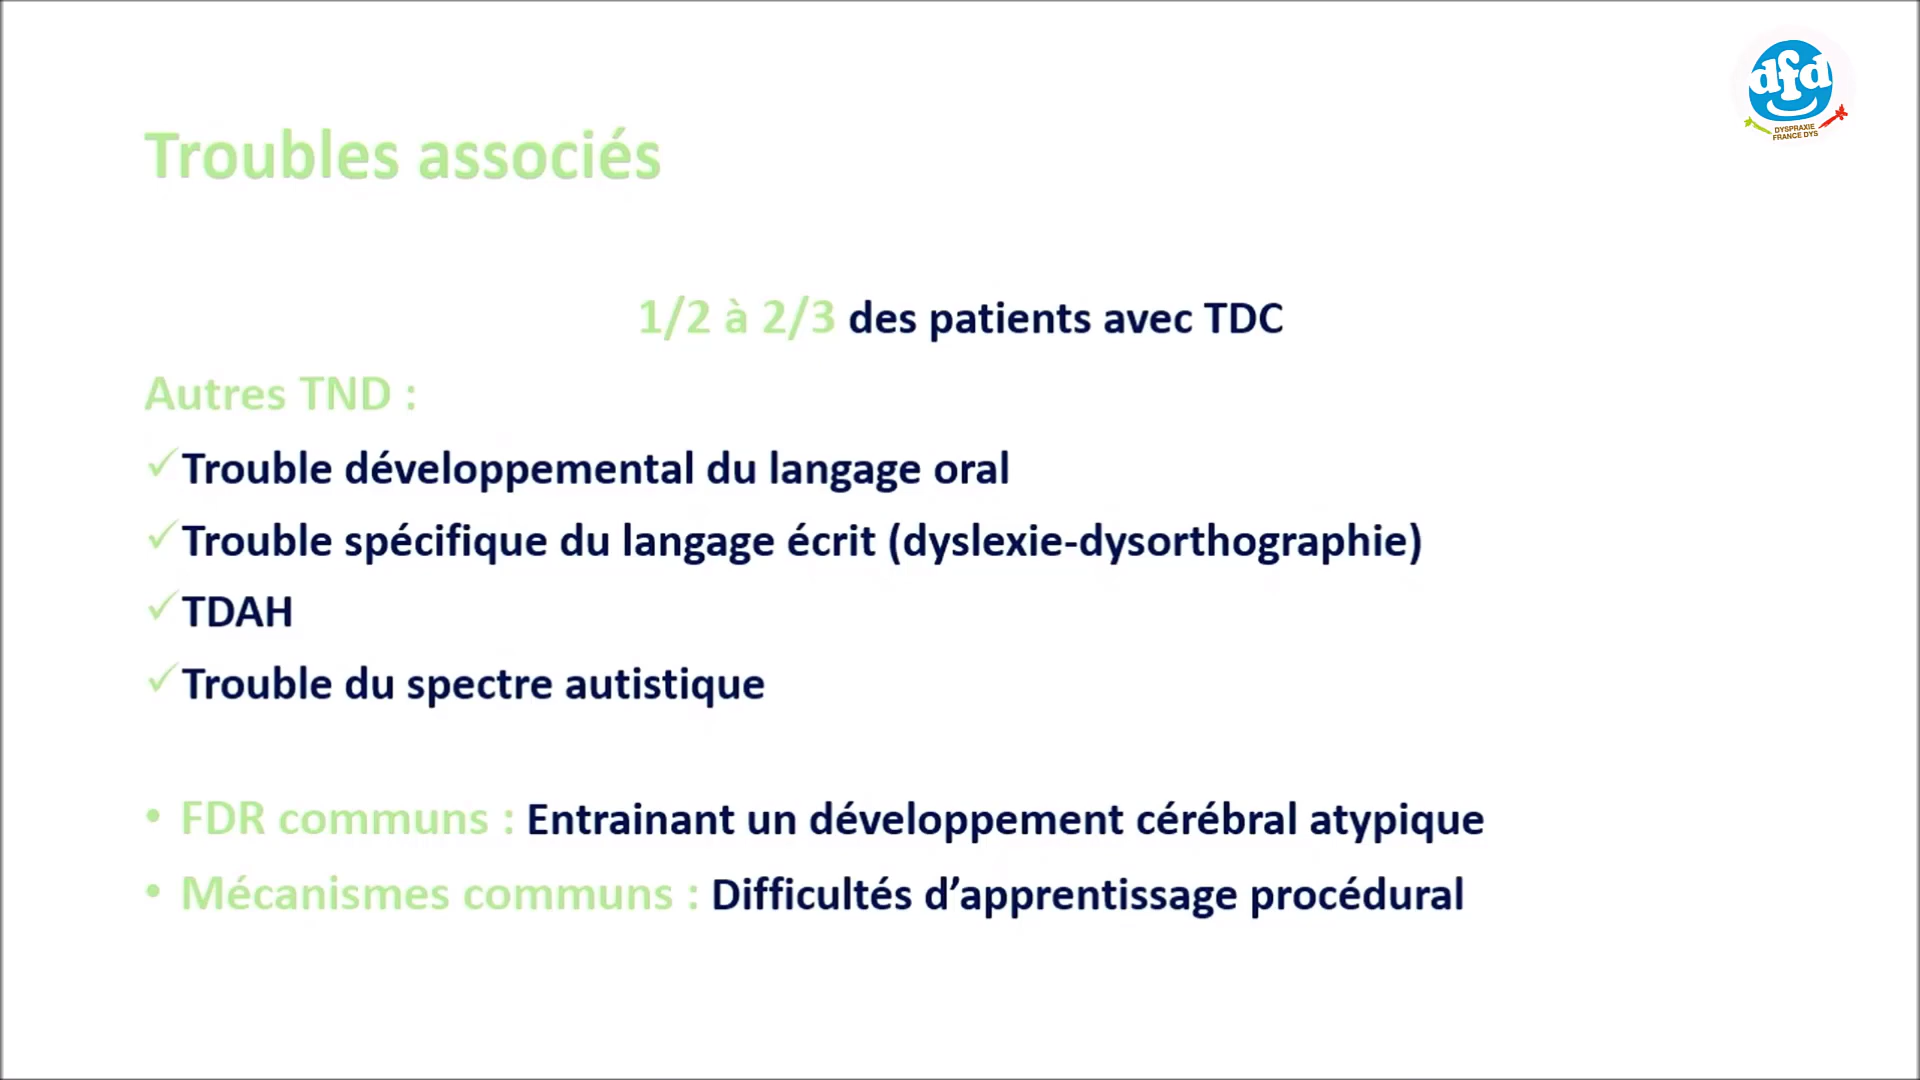 dfd
DYSPRAXIE
FRANCE DYS
Troubles associés
1/2 à 2/3 des patients avec TDC
Autres TND :
✓Trouble développemental du langage oral
✓Trouble spécifique du langage écrit (dyslexie-dysorthographie)
✓TDAH
✓Trouble du spectre autistique
• FDR communs : Entrainant un développement cérébral atypique
• Mécanismes communs : Difficultés d’apprentissage procédural